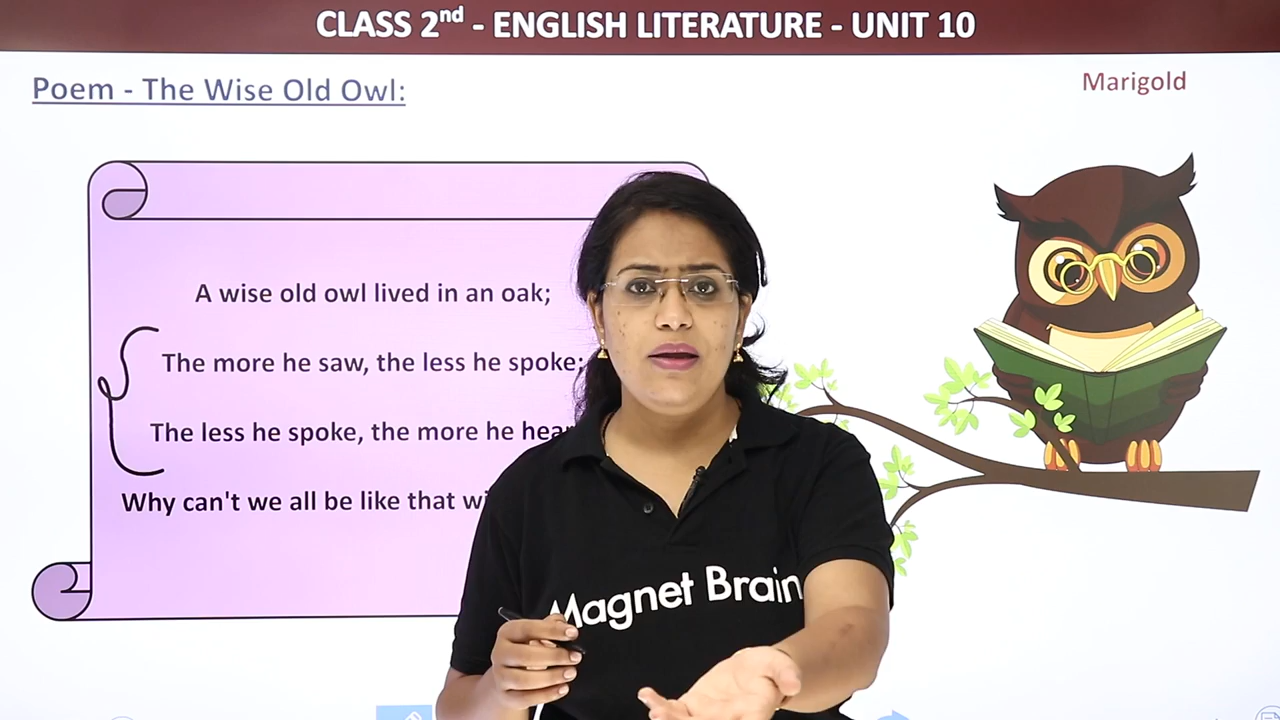 CLASS 2nd - ENGLISH LITERATURE - UNIT 10
Poem - The Wise Old Owl:
Marigold
A wise old owl lived in an oak;
The more he saw, the less he spoke;
The less he spoke, the more he
Why can't we all be like that
Magnet Brain